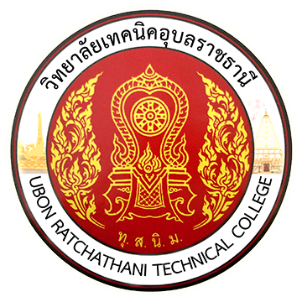 วิทยาลัยเทคนิคอุบลราชธานี
ทุ. ส. นิ. ม.
UBON RATCHATHANI TECHNICAL COLLEGE